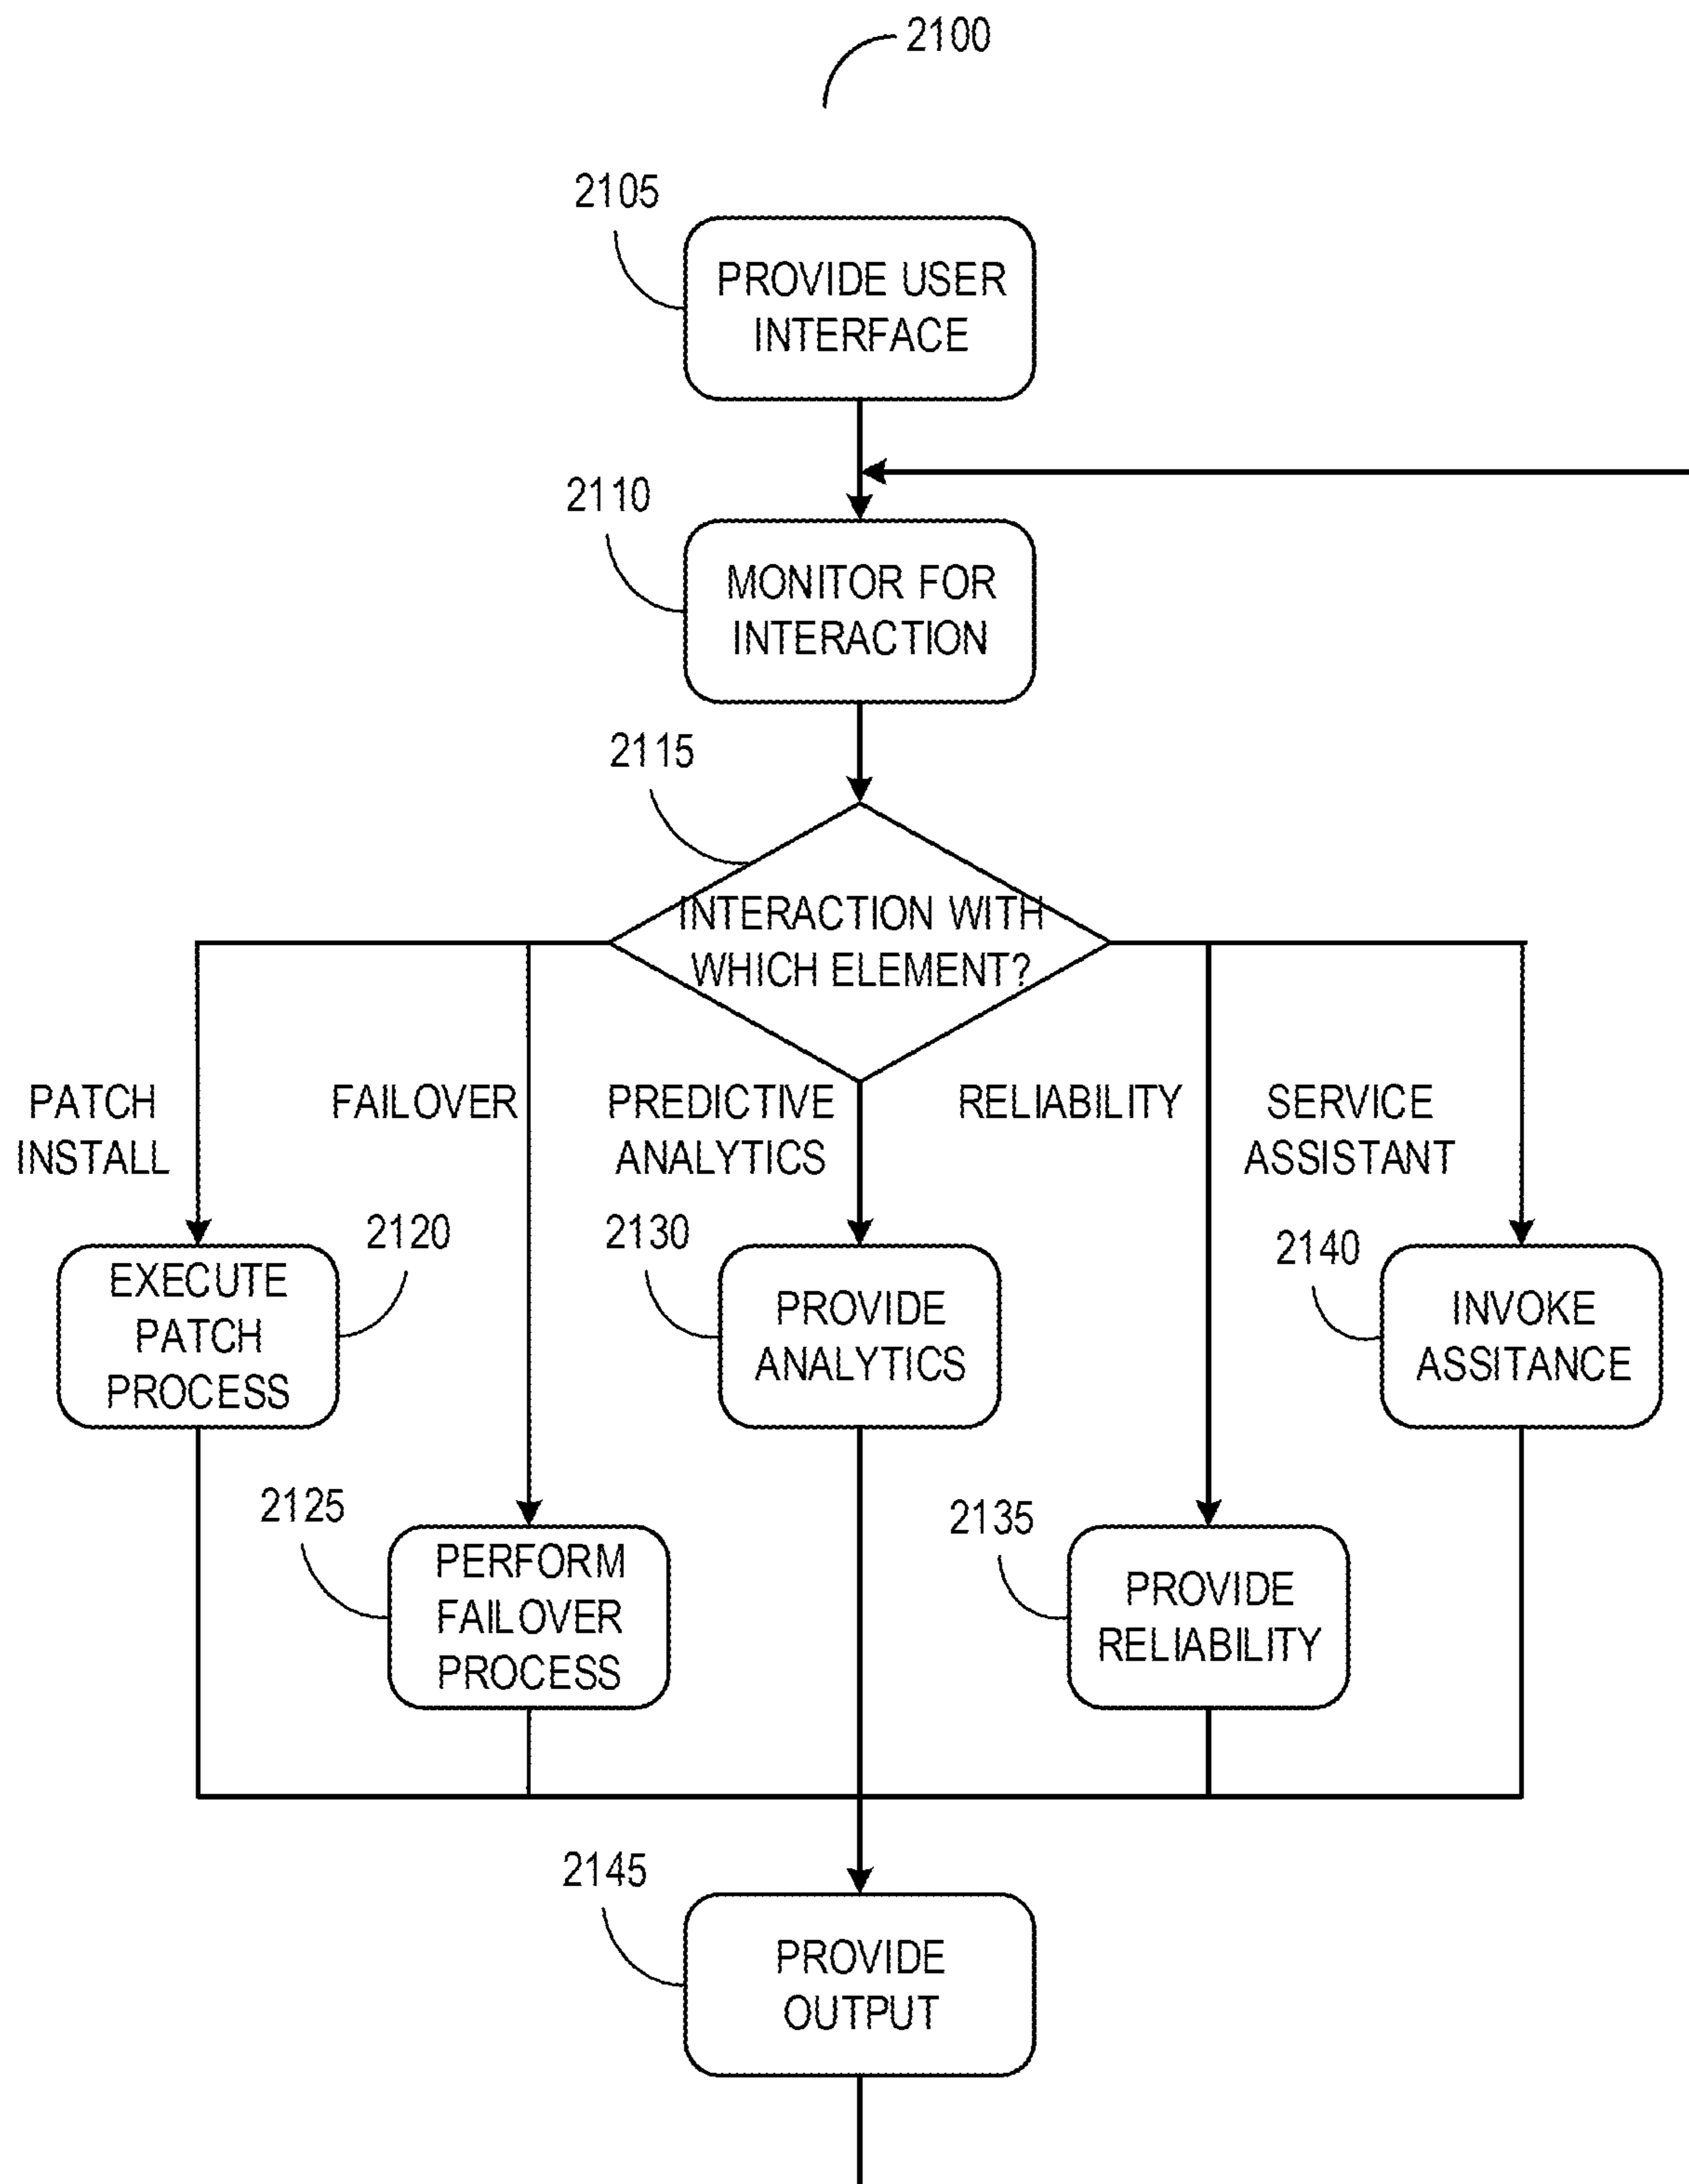 2100
2105
PROVIDE USER
INTERFACE
2110
MONITOR FOR
INTERACTION
2115
INTERACTION WITH
WHICH ELEMENT?
PATCH
INSTALL
FAILOVER
PREDICTIVE
ANALYTICS
RELIABILITY
SERVICE
ASSISTANT
2120
EXECUTE
PATCH
PROCESS
2130
PROVIDE
ANALYTICS
2140
INVOKE
ASSITANCE
2125
PERFORM
FAILOVER
PROCESS
2135
PROVIDE
RELIABILITY
2145
PROVIDE
OUTPUT